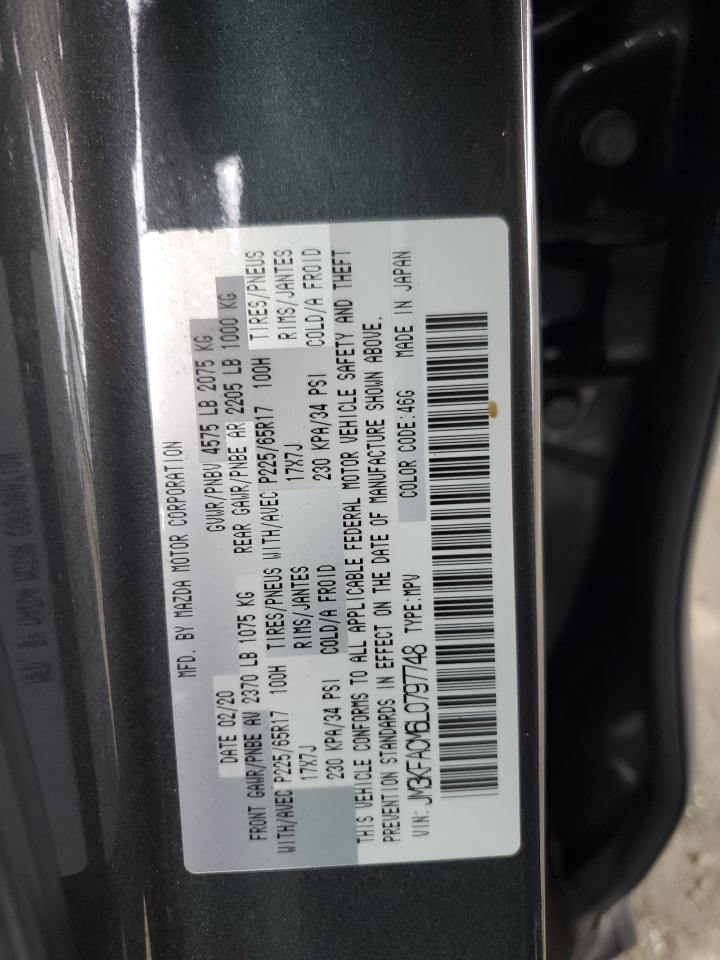 MFD. BY MAZDA MOTOR CORPORATION
DATE 02/20 GVWR/PNBV 4575 LB 2075 KG
FRONT GAWR/PNBE AV 2370 LB 1075 KG REAR GAWR/PNBE AR 2205 LB 1000 KG
WITH/AVEC P225/65R17 100H TIRES/PNEUS WITH/AVEC P225/65R17 100H TIRES/PNEUS
17X7J RIMS/JANTES 17X7J RIMS/JANTES
230 KPA/34 PSI COLD/A FROID 230 KPA/34 PSI COLD/A FROID
THIS VEHICLE CONFORMS TO ALL APPLICABLE FEDERAL MOTOR VEHICLE SAFETY AND THEFT
PREVENTION STANDARDS IN EFFECT ON THE DATE OF MANUFACTURE SHOWN ABOVE.
VIN: JM3KFACM6L0797748 TYPE:MPV COLOR CODE:46G MADE IN JAPAN